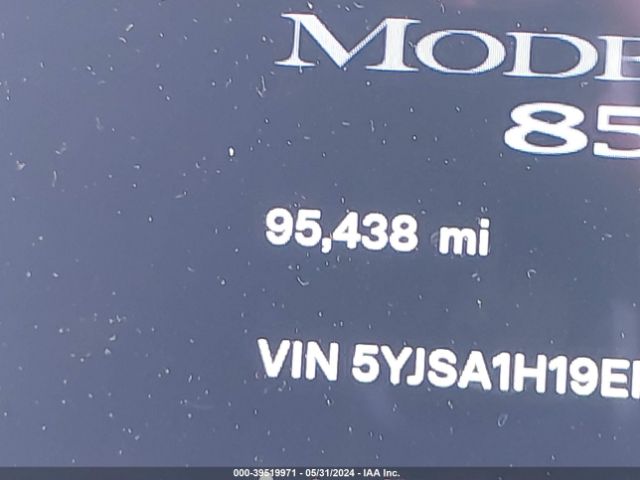 MODE
85
95,438 mi
VIN 5YJSA1H19E
000-39519971 - 05/31/2024 - IAA Inc.